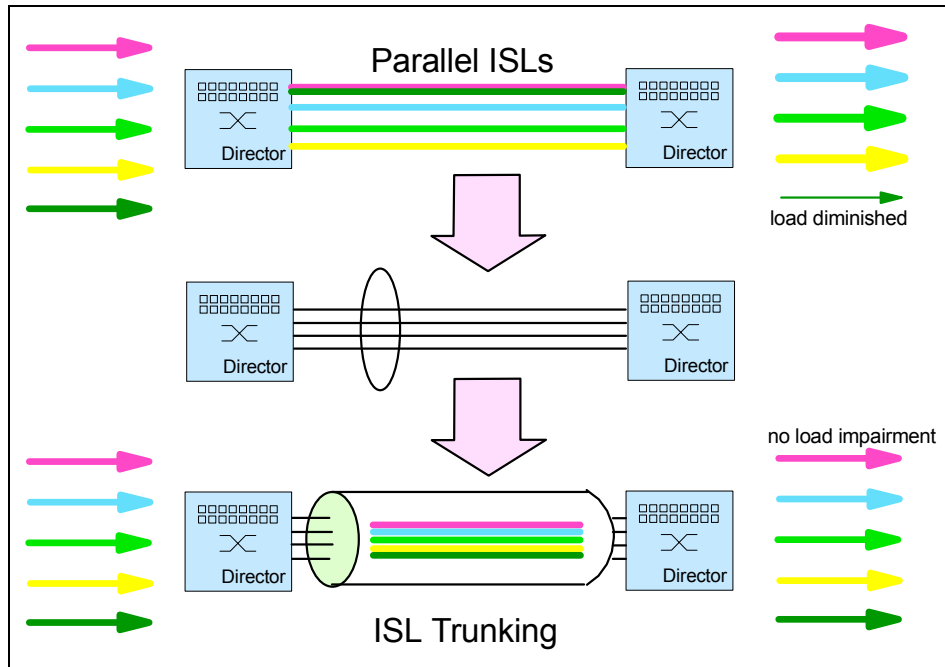 Parallel ISLs
Director
Director
load diminished
Director
Director
no load impairment
Director
Director
ISL Trunking